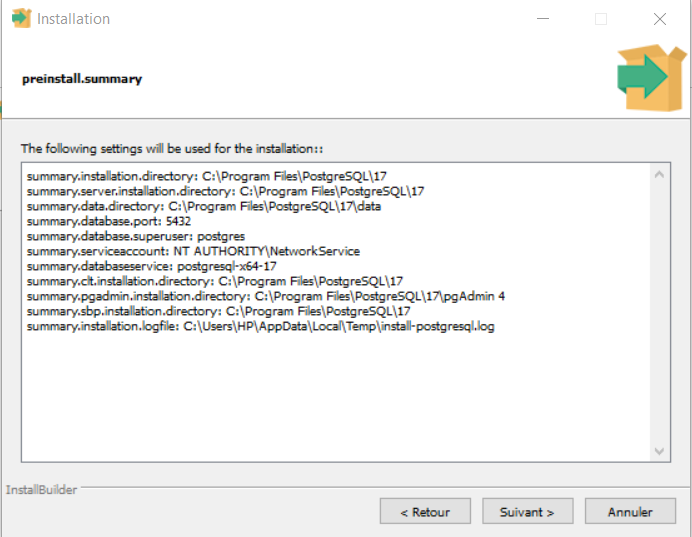 Installation
preinstall.summary
The following settings will be used for the installation::
summary.installation.directory: C:\Program Files\PostgreSQL\17
summary.server.installation.directory: C:\Program Files\PostgreSQL\17
summary.data.directory: C:\Program Files\PostgreSQL\17\data
summary.database.port: 5432
summary.database.superuser: postgres
summary.serviceaccount: NT AUTHORITY\NetworkService
summary.databaseservice: postgresql-x64-17
summary.clt.installation.directory: C:\Program Files\PostgreSQL\17
summary.pgadmin.installation.directory: C:\Program Files\PostgreSQL\17\pgAdmin 4
summary.sbp.installation.directory: C:\Program Files\PostgreSQL\17
summary.installation.logfile: C:\Users\HP\AppData\Local\Temp\install-postgresql.log
InstallBuilder
< Retour Suivant > Annuler